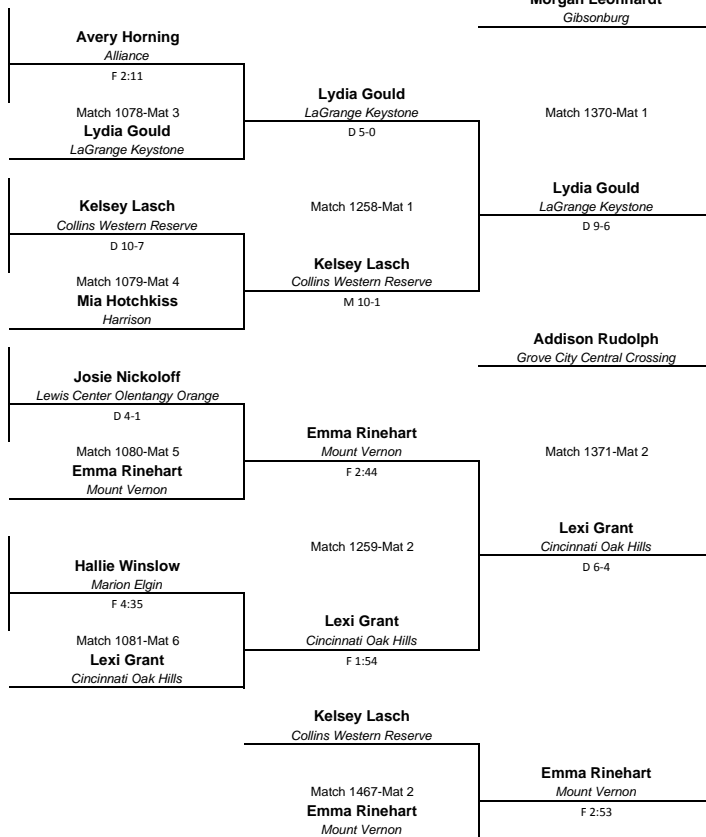 Morgan Leonhardt
Gibsonburg
Avery Horning
Alliance
F 2:11
Match 1078-Mat 3
Lydia Gould
LaGrange Keystone
Lydia Gould
LaGrange Keystone
D 5-0
Match 1370-Mat 1
Kelsey Lasch
Collins Western Reserve
D 10-7
Match 1258-Mat 1
Lydia Gould
LaGrange Keystone
D 9-6
Match 1079-Mat 4
Mia Hotchkiss
Harrison
Kelsey Lasch
Collins Western Reserve
M 10-1
Addison Rudolph
Grove City Central Crossing
Josie Nickoloff
Lewis Center Olentangy Orange
D 4-1
Match 1080-Mat 5
Emma Rinehart
Mount Vernon
Emma Rinehart
Mount Vernon
F 2:44
Match 1371-Mat 2
Hallie Winslow
Marion Elgin
F 4:35
Match 1259-Mat 2
Lexi Grant
Cincinnati Oak Hills
D 6-4
Match 1081-Mat 6
Lexi Grant
Cincinnati Oak Hills
Lexi Grant
Cincinnati Oak Hills
F 1:54
Kelsey Lasch
Collins Western Reserve
Match 1467-Mat 2
Emma Rinehart
Mount Vernon
Emma Rinehart
Mount Vernon
F 2:53